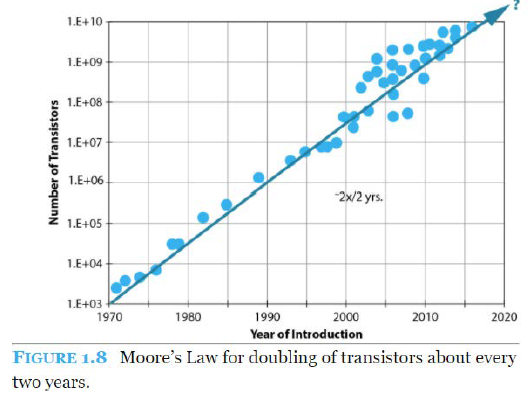 ?
1.E+10
1.E+09
1.E+08
1.E+07
1.E+06
1.E+05
1.E+04
1.E+03
Number of Transistors
~2x/2 yrs.
1970 1980 1990 2000 2010 2020
Year of Introduction
FIGURE 1.8 Moore's Law for doubling of transistors about every
two years.